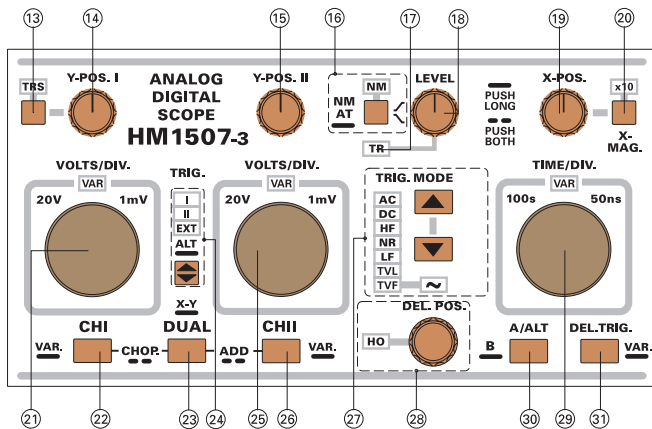 13 14 15 16 17 18 19 20
TRS
Y-POS. I
ANALOG
DIGITAL
SCOPE
HM1507-3
Y-POS. II
NM
AT
NM
LEVEL
TR
PUSH
LONG
PUSH
BOTH
X-POS.
x10
X-
MAG.
VOLTS/DIV.
VAR
20V 1mV
TRIG.
I
II
EXT
ALT
VOLTS/DIV.
VAR
20V 1mV
TRIG. MODE
AC
DC
HF
NR
LF
TVL
TVF
~
TIME/DIV.
VAR
100s 50ns
X-Y
CHI
DUAL
CHII
VAR.
CHOP.
ADD
VAR.
DEL. POS.
HO
A/ALT
B
DEL.TRIG.
VAR.
21 22 23 24 25 26 27 28 30 29 31